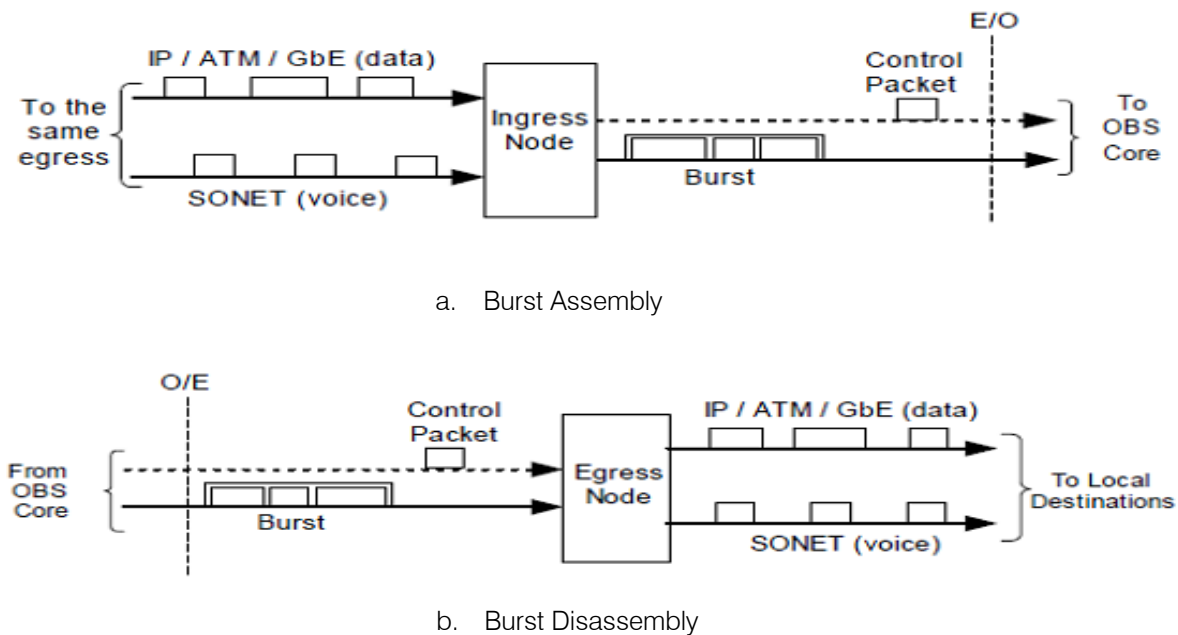 E/O
IP / ATM / GbE (data)
Control
Packet
To the
same
egress
Ingress
Node
To
OBS
Core
Burst
SONET (voice)
a. Burst Assembly
O/E
Control
Packet
IP / ATM / GbE (data)
From
OBS
Core
Egress
Node
To Local
Destinations
Burst
SONET (voice)
b. Burst Disassembly